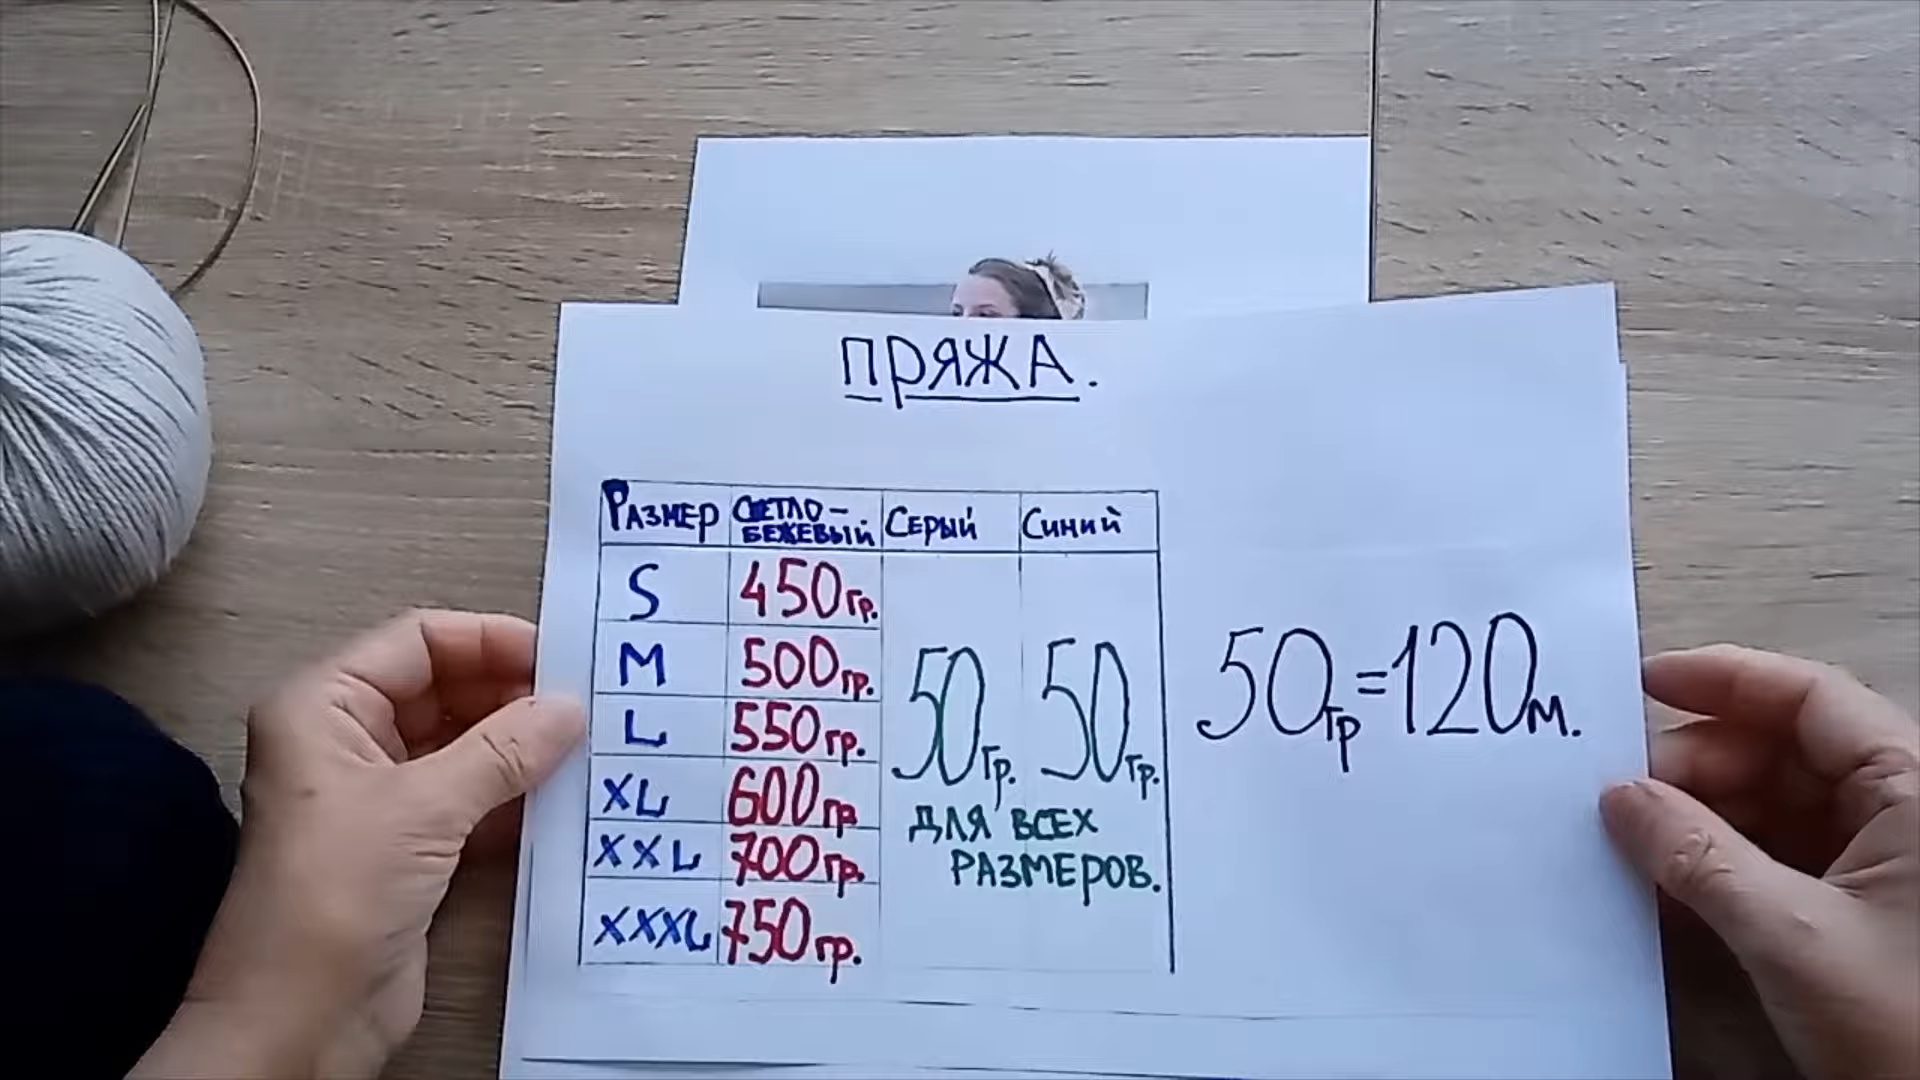 ПРЯЖА.
РАЗМЕР СВЕТЛО-БЕЖЕВЫЙ СЕРЫЙ СИНИЙ
S 450гр.
M 500гр.
L 550гр.
XL 600гр
XXL 700гр.
XXXL 750гр.
50гр. 50гр.
ДЛЯ ВСЕХ
РАЗМЕРОВ.
50гр=120м.